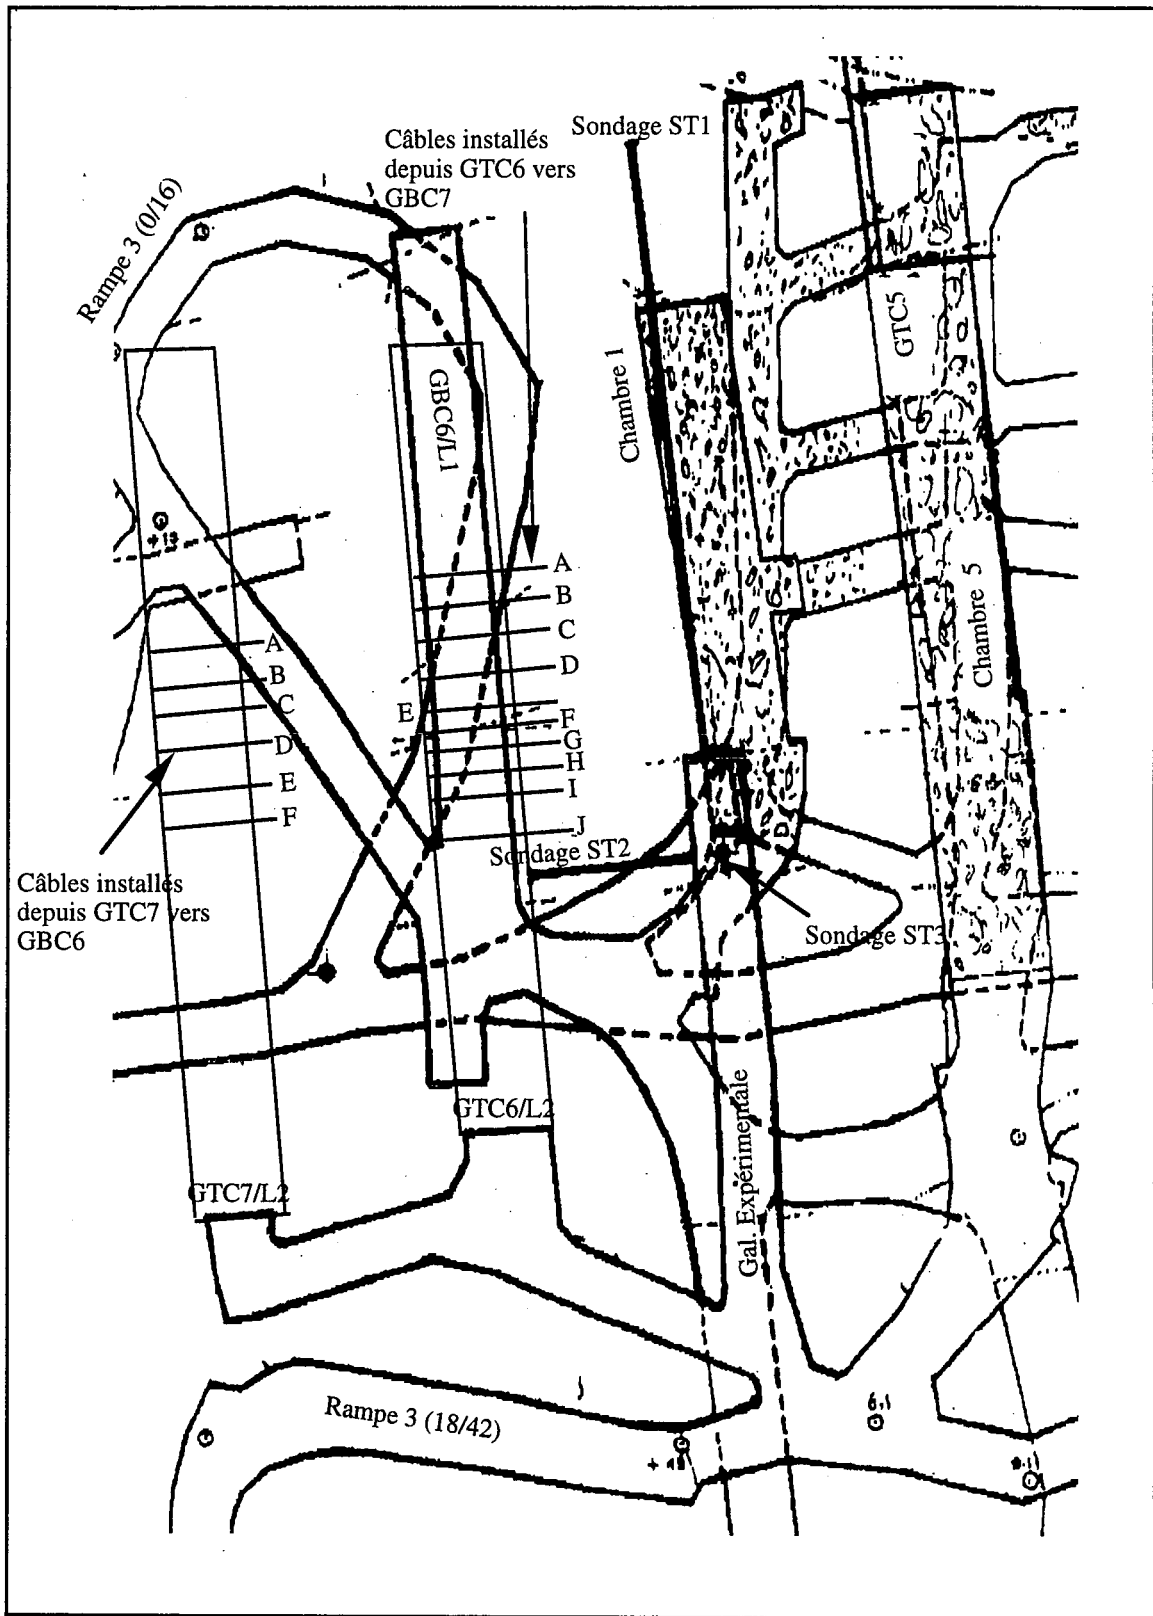 Câbles installés
depuis GTC6 vers
GBC7
Sondage ST1
Rampe 3 (0/16)
GTC5
Chambre 1
GBC6/L1
A
B
C
D
E
F
G
H
I
J
Chambre 5
A
B
C
D
E
F
Sondage ST2
Câbles installés
depuis GTC7 vers
GBC6
Sondage ST3
GTC6/L2
Gal. Expérimentale
GTC7/L2
Rampe 3 (18/42)